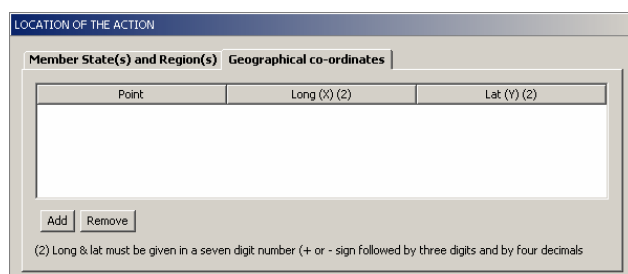 LOCATION OF THE ACTION
Member State(s) and Region(s) Geographical co-ordinates
Point Long (X) (2) Lat (Y) (2)
Add Remove
(2) Long & lat must be given in a seven digit number (+ or - sign followed by three digits and by four decimals